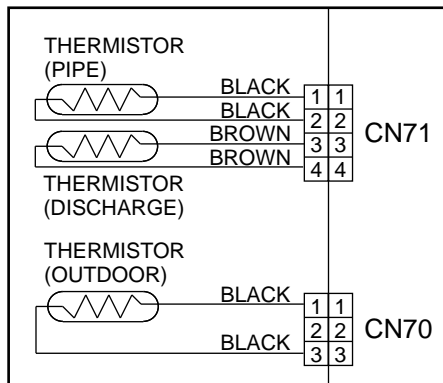 THERMISTOR
(PIPE)
BLACK
1 1
BLACK
2 2
CN71
BROWN
3 3
BROWN
4 4
THERMISTOR
(DISCHARGE)
THERMISTOR
(OUTDOOR)
BLACK
1 1
2 2
CN70
BLACK
3 3